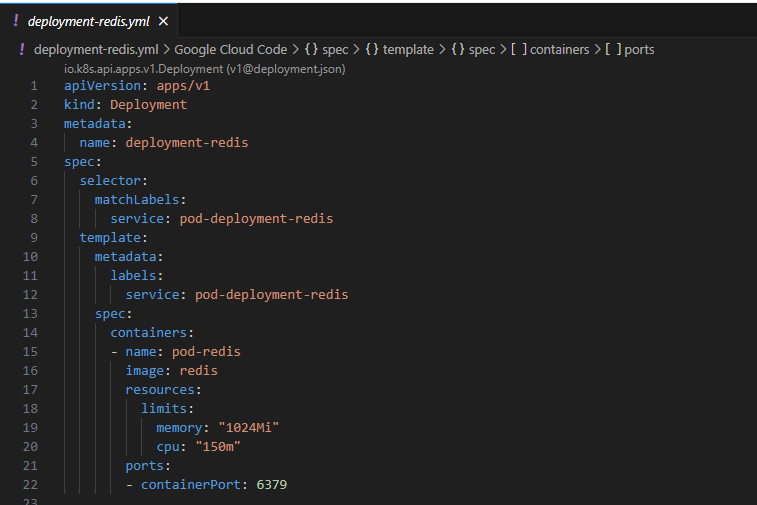 ! deployment-redis.yml ×
! deployment-redis.yml > Google Cloud Code > {} spec > {} template > {} spec > [ ] containers > [ ] ports
io.k8s.api.apps.v1.Deployment (v1@deployment.json)
1 apiVersion: apps/v1
2 kind: Deployment
3 metadata:
4   name: deployment-redis
5 spec:
6   selector:
7     matchLabels:
8       service: pod-deployment-redis
9   template:
10     metadata:
11       labels:
12         service: pod-deployment-redis
13     spec:
14       containers:
15       - name: pod-redis
16         image: redis
17         resources:
18           limits:
19             memory: "1024Mi"
20             cpu: "150m"
21         ports:
22         - containerPort: 6379
23